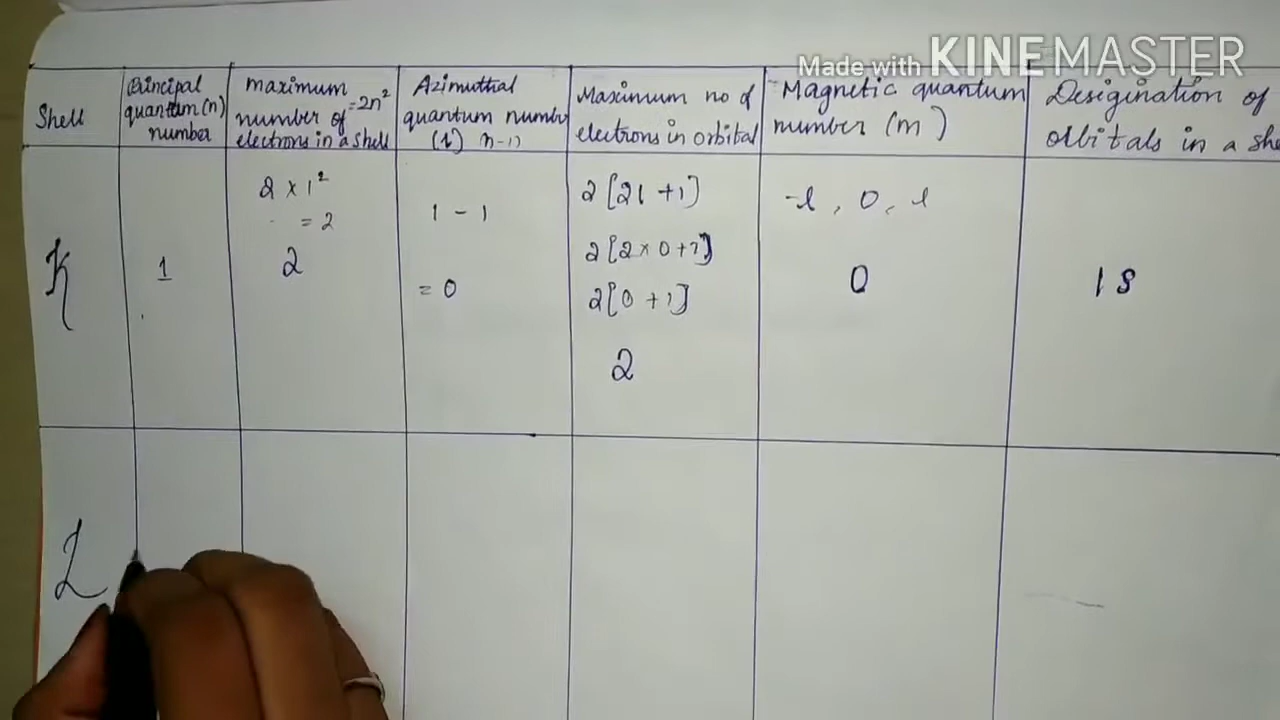 Made with KINEMASTER
Shell
Principal
quantum (n)
number
maximum
number of =2n²
electrons in a shell
Azimuthal
quantum number
(l) n-1)
Maximum no of
electrons in orbital
Magnetic quantum
number (m)
Desigination of
orbitals in a she
K
1
2 × 1²
= 2
2
1 - 1
= 0
2[2l +1)
2[2×0+1]
2[0 +1]
2
-l, 0, l
0
1s
L